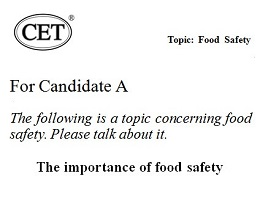 CET®
Topic: Food Safety
For Candidate A
The following is a topic concerning food
safety. Please talk about it.
The importance of food safety